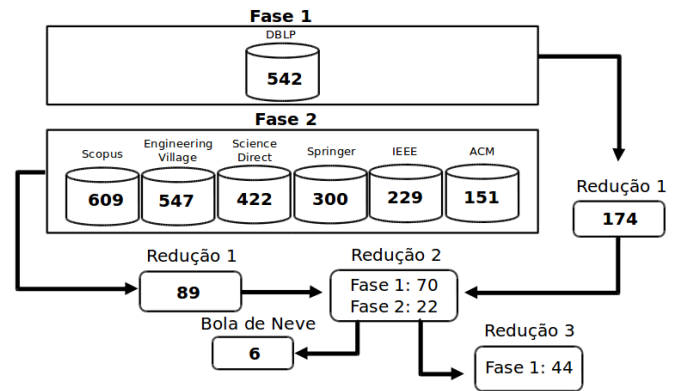 Fase 1
DBLP
542
Fase 2
Scopus
Engineering
Village
Science
Direct
Springer
IEEE
ACM
609
547
422
300
229
151
Redução 1
174
Redução 1
89
Redução 2
Fase 1: 70
Fase 2: 22
Bola de Neve
6
Redução 3
Fase 1: 44